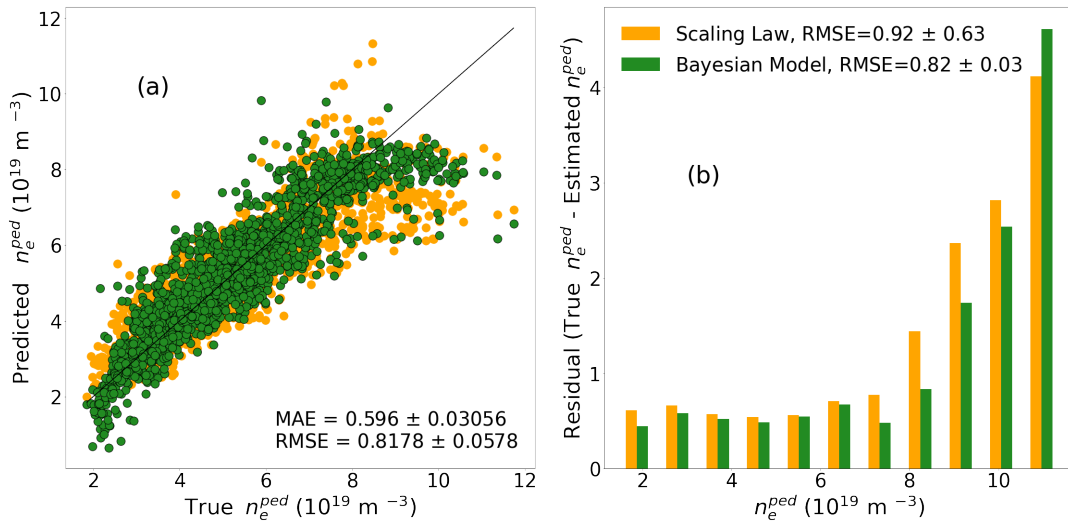 12
10
8
6
4
2
Predicted n_e^{ped} (10^{19} m ^{-3})
(a)
MAE = 0.596 ± 0.03056
RMSE = 0.8178 ± 0.0578
2 4 6 8 10 12
True n_e^{ped} (10^{19} m ^{-3})
Scaling Law, RMSE=0.92 ± 0.63
Bayesian Model, RMSE=0.82 ± 0.03
(b)
4
3
2
1
0
Residual (True n_e^{ped} - Estimated n_e^{ped})
2 4 6 8 10
n_e^{ped} (10^{19} m ^{-3})